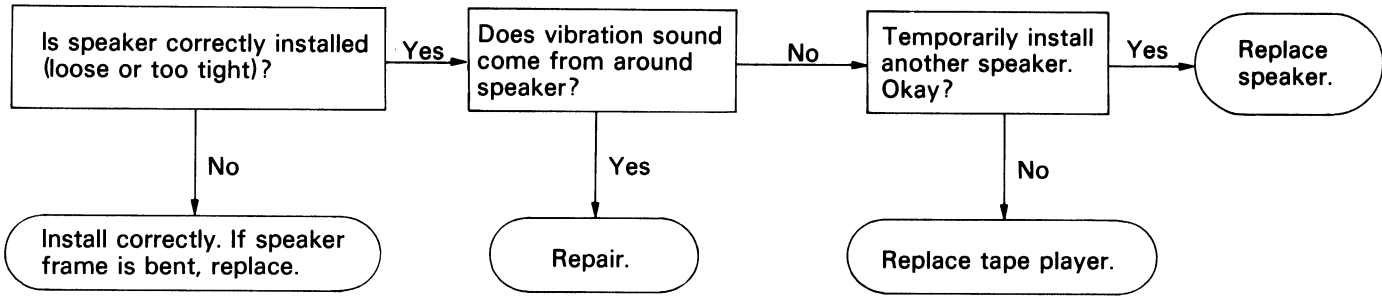 Is speaker correctly installed
(loose or too tight)?
Yes
Does vibration sound
come from around
speaker?
No
Temporarily install
another speaker.
Okay?
Yes
Replace
speaker.
No
Yes
No
Install correctly. If speaker
frame is bent, replace.
Repair.
Replace tape player.